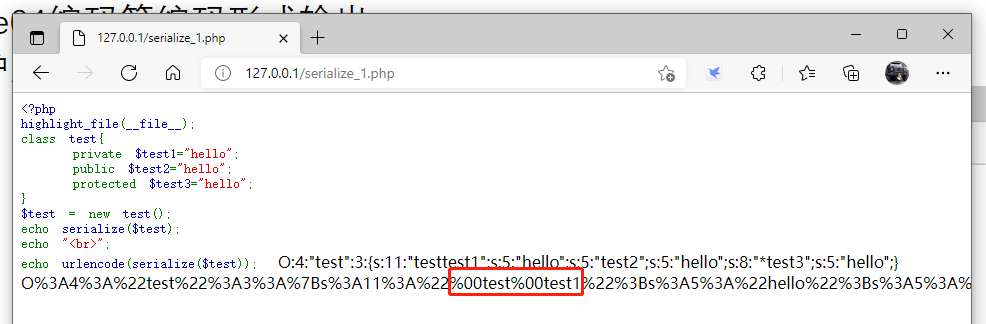 127.0.0.1/serialize_1.php
127.0.0.1/serialize_1.php
<?php
highlight_file(__file__);
class test{
private $test1="hello";
public $test2="hello";
protected $test3="hello";
}
$test = new test();
echo serialize($test);
echo "<br>";
echo urlencode(serialize($test)); O:4:"test":3:{s:11:"testtest1";s:5:"hello";s:5:"test2";s:5:"hello";s:8:"*test3";s:5:"hello";}
O%3A4%3A%22test%22%3A3%3A%7Bs%3A11%3A%22%00test%00test1%22%3Bs%3A5%3A%22hello%22%3Bs%3A5%3A%